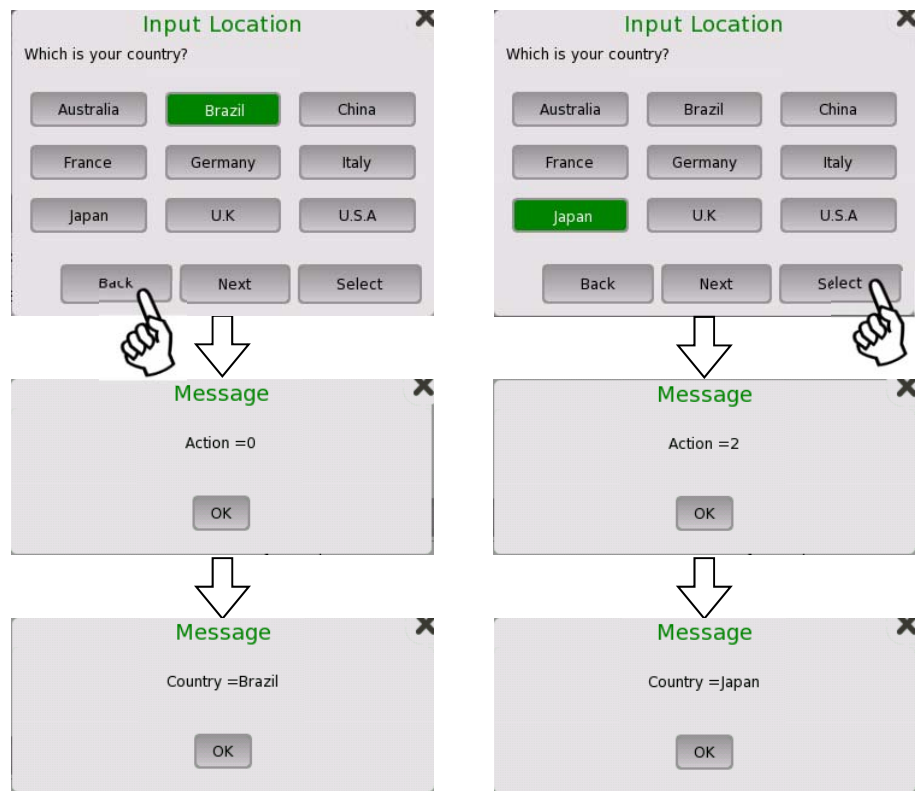 Input Location
Which is your country?
Australia Brazil China
France Germany Italy
Japan U.K U.S.A
Back Next Select
Message
Action =0
OK
Message
Country =Brazil
OK
Input Location
Which is your country?
Australia Brazil China
France Germany Italy
Japan U.K U.S.A
Back Next Select
Message
Action =2
OK
Message
Country =Japan
OK